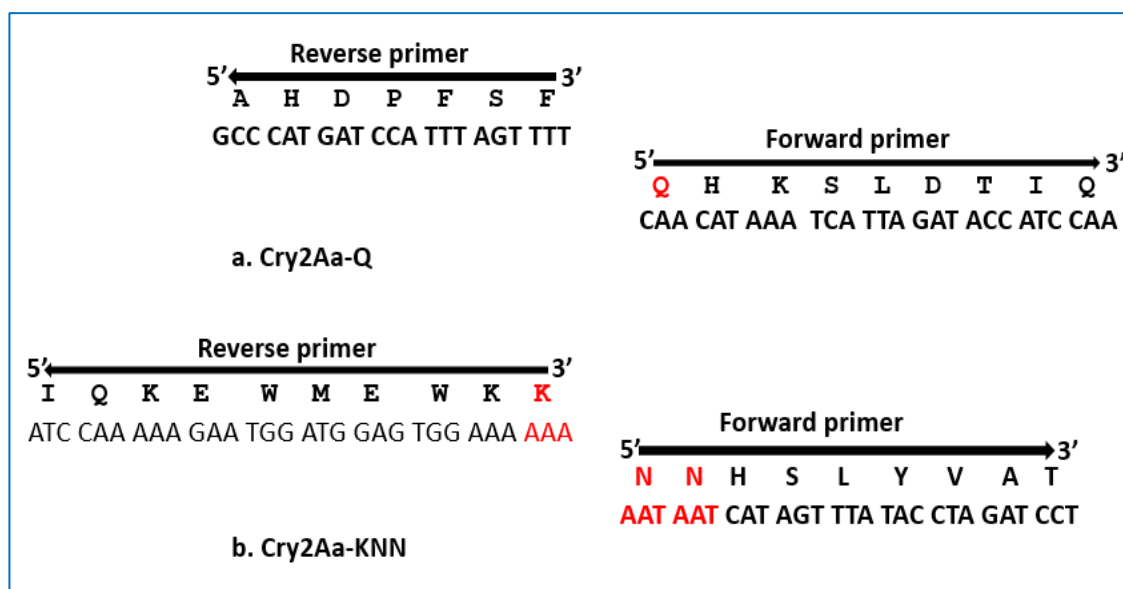 Reverse primer
5’ 3’
A H D P F S F
GCC CAT GAT CCA TTT AGT TTT
Forward primer
5’ 3’
Q H K S L D T I Q
CAA CAT AAA TCA TTA GAT ACC ATC CAA
a. Cry2Aa-Q
Reverse primer
5’ 3’
I Q K E W M E W K K
ATC CAA AAA GAA TGG ATG GAG TGG AAA AAA
Forward primer
5’ 3’
N N H S L Y V A T
AAT AAT CAT AGT TTA TAC CTA GAT CCT
b. Cry2Aa-KNN